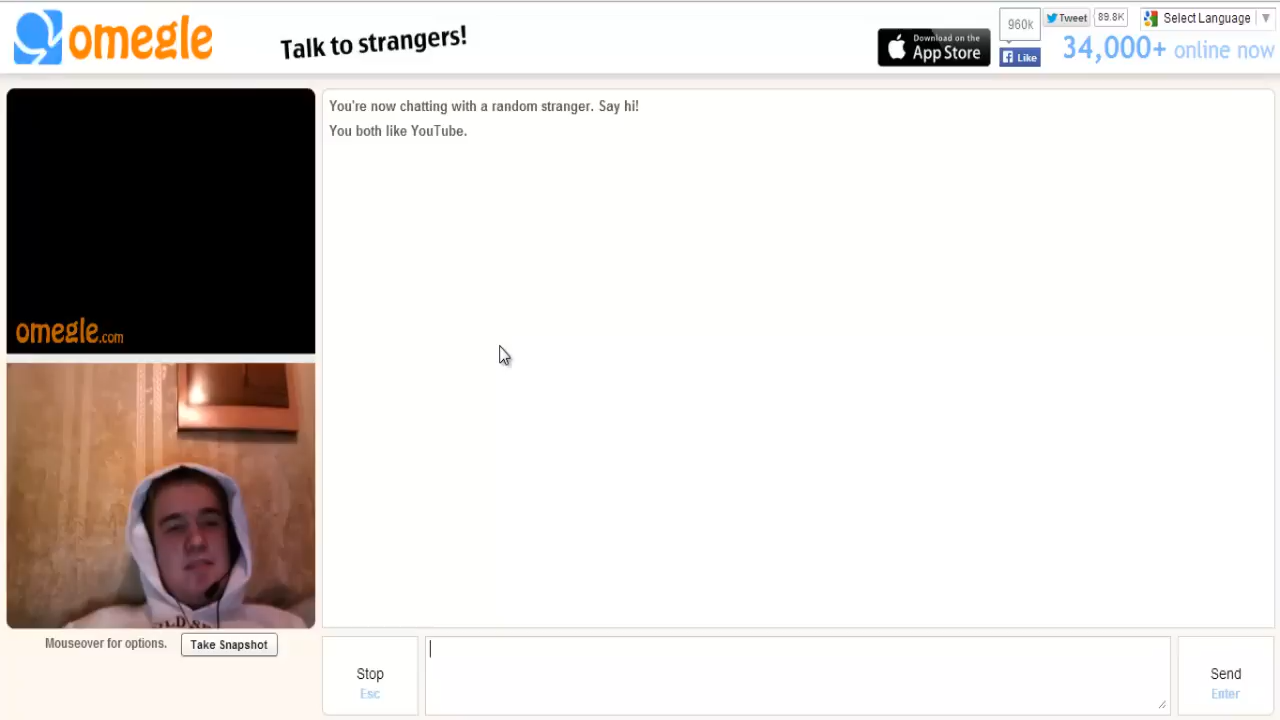 omegle
Talk to strangers!
Download on the
App Store
960k
Like
Tweet
89.8K
Select Language
34,000+ online now
You're now chatting with a random stranger. Say hi!
You both like YouTube.
omegle.com
Mouseover for options.
Take Snapshot
Stop
Esc
Send
Enter